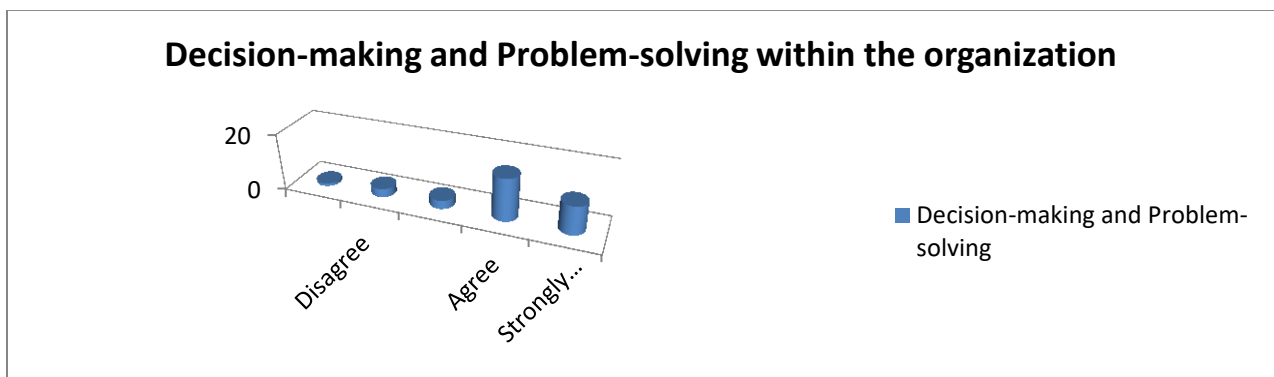 Decision-making and Problem-solving within the organization
20
0
Disagree
Agree
Strongly...
Decision-making and Problem-
solving